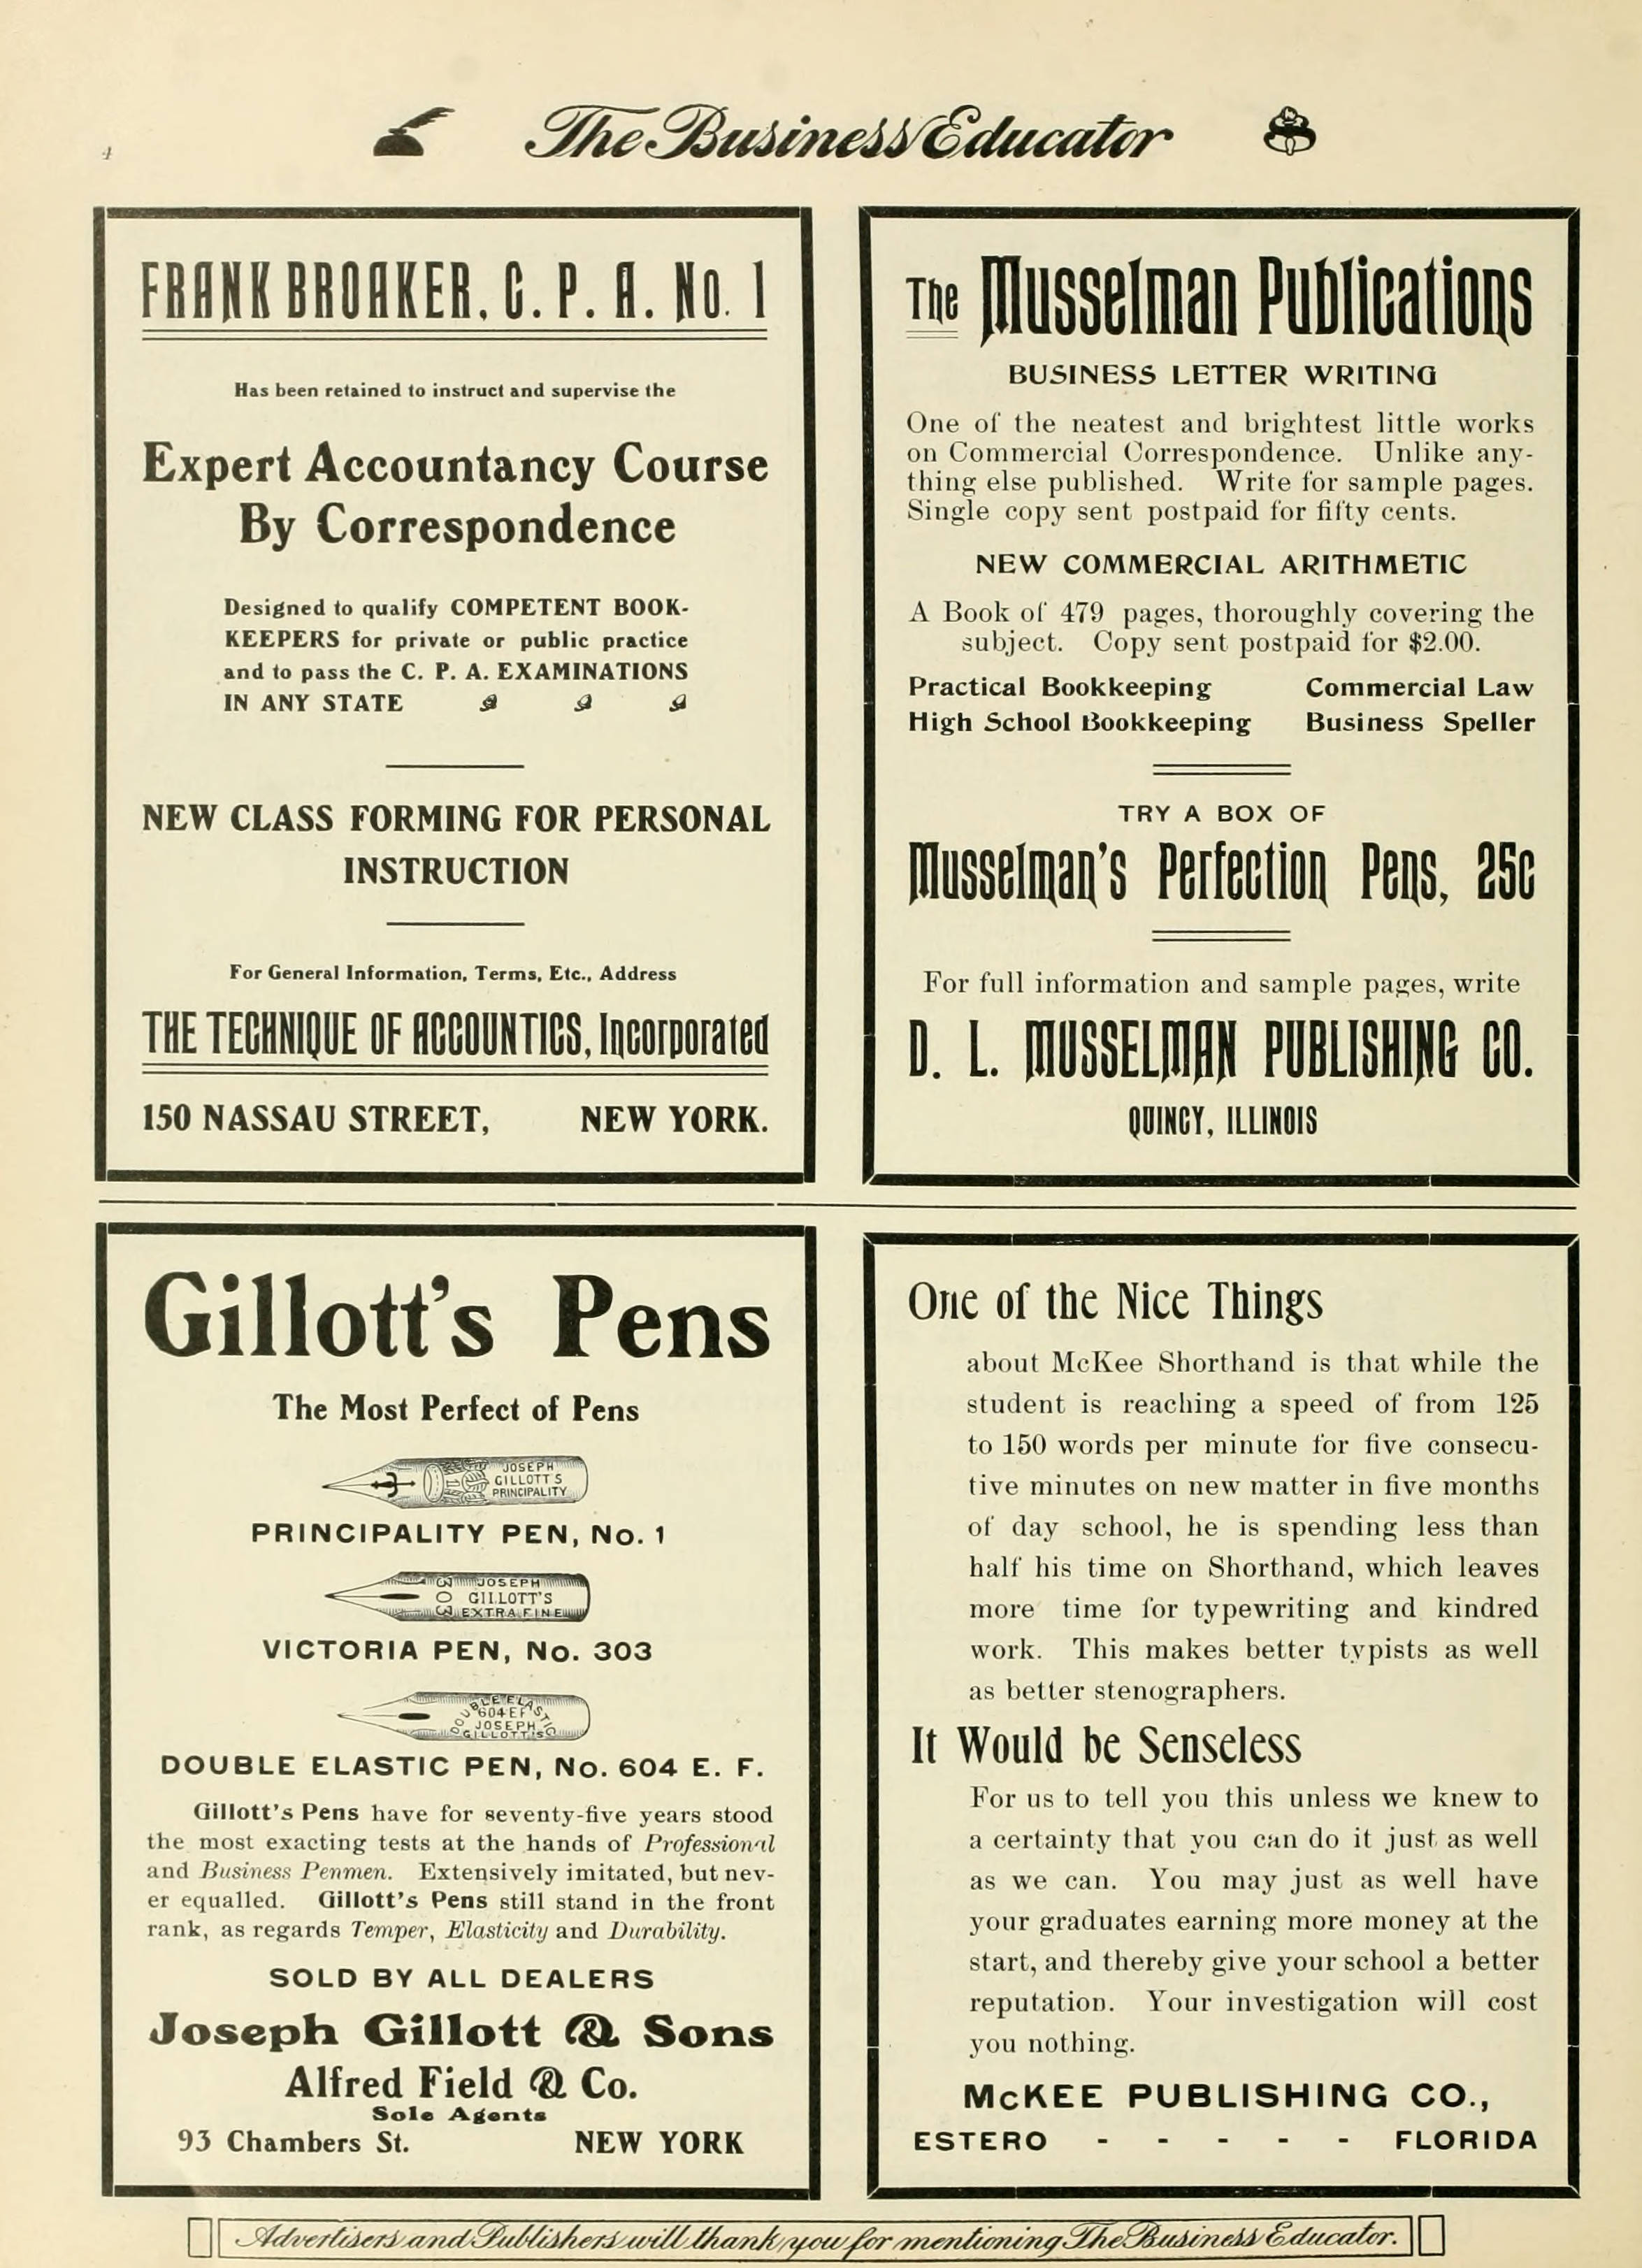 4
The Business Educator
FRANK BROAKER, C. P. A. No. 1
Has been retained to instruct and supervise the
Expert Accountancy Course
By Correspondence
Designed to qualify COMPETENT BOOK-
KEEPERS for private or public practice
and to pass the C. P. A. EXAMINATIONS
IN ANY STATE
NEW CLASS FORMING FOR PERSONAL
INSTRUCTION
For General Information, Terms, Etc., Address
THE TECHNIQUE OF ACCOUNTICS, Incorporated
150 NASSAU STREET, NEW YORK.
The Musselman Publications
BUSINESS LETTER WRITING
One of the neatest and brightest little works
on Commercial Correspondence. Unlike any-
thing else published. Write for sample pages.
Single copy sent postpaid for fifty cents.
NEW COMMERCIAL ARITHMETIC
A Book of 479 pages, thoroughly covering the
subject. Copy sent postpaid for $2.00.
Practical Bookkeeping Commercial Law
High School Bookkeeping Business Speller
TRY A BOX OF
Musselman's Perfection Pens, 25c
For full information and sample pages, write
D. L. MUSSELMAN PUBLISHING CO.
QUINCY, ILLINOIS
Gillott's Pens
The Most Perfect of Pens
JOSEPH
GILLOTT'S
PRINCIPALITY
1
PRINCIPALITY PEN, No. 1
303
JOSEPH
GILLOTT'S
EXTRA FINE
VICTORIA PEN, No. 303
DOUBLE ELASTIC
604 EF
JOSEPH
GILLOTT'S
DOUBLE ELASTIC PEN, No. 604 E. F.
Gillott's Pens have for seventy-five years stood
the most exacting tests at the hands of Professional
and Business Penmen. Extensively imitated, but nev-
er equalled. Gillott's Pens still stand in the front
rank, as regards Temper, Elasticity and Durability.
SOLD BY ALL DEALERS
Joseph Gillott & Sons
Alfred Field & Co.
Sole Agents
93 Chambers St. NEW YORK
One of the Nice Things
about McKee Shorthand is that while the
student is reaching a speed of from 125
to 150 words per minute for five consecu-
tive minutes on new matter in five months
of day school, he is spending less than
half his time on Shorthand, which leaves
more time for typewriting and kindred
work. This makes better typists as well
as better stenographers.
It Would be Senseless
For us to tell you this unless we knew to
a certainty that you can do it just as well
as we can. You may just as well have
your graduates earning more money at the
start, and thereby give your school a better
reputation. Your investigation will cost
you nothing.
McKEE PUBLISHING CO.,
ESTERO - - - - - FLORIDA
Advertisers and Publishers will thank you for mentioning The Business Educator.